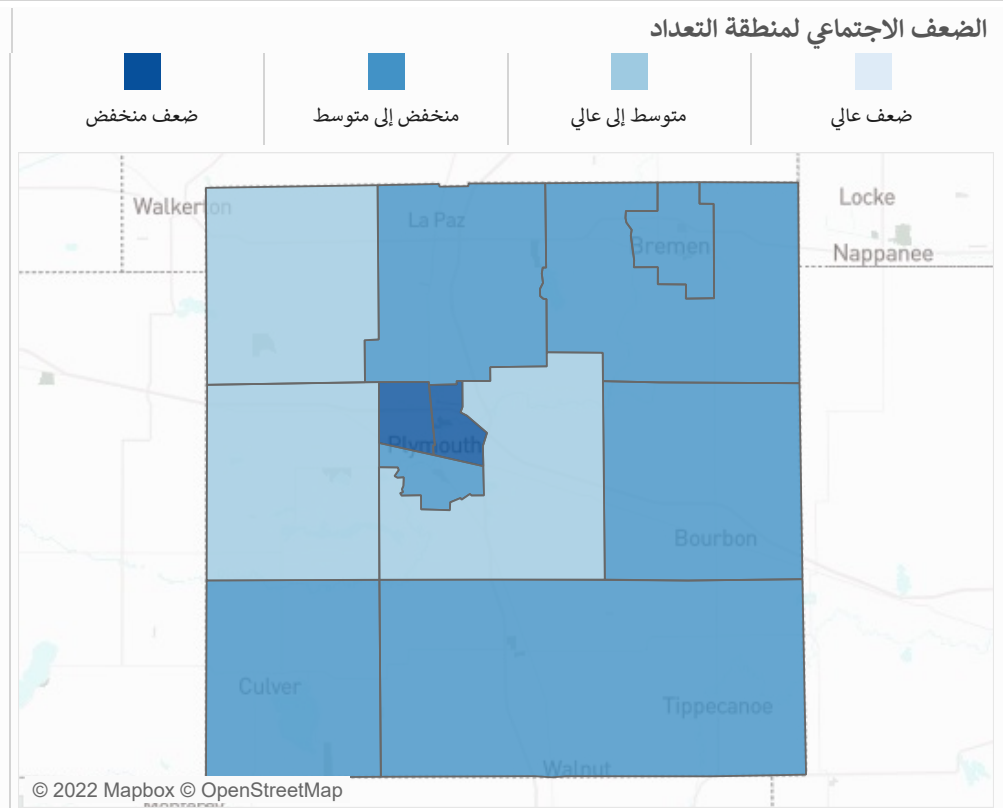 الضعف الاجتماعي لمنطقة التعداد
ضعف عالي
متوسط إلى عالي
منخفض إلى متوسط
ضعف منخفض
Walkerton
La Paz
Bremen
Locke
Nappanee
Plymouth
Bourbon
Culver
Tippecanoe
Walnut
© 2022 Mapbox © OpenStreetMap